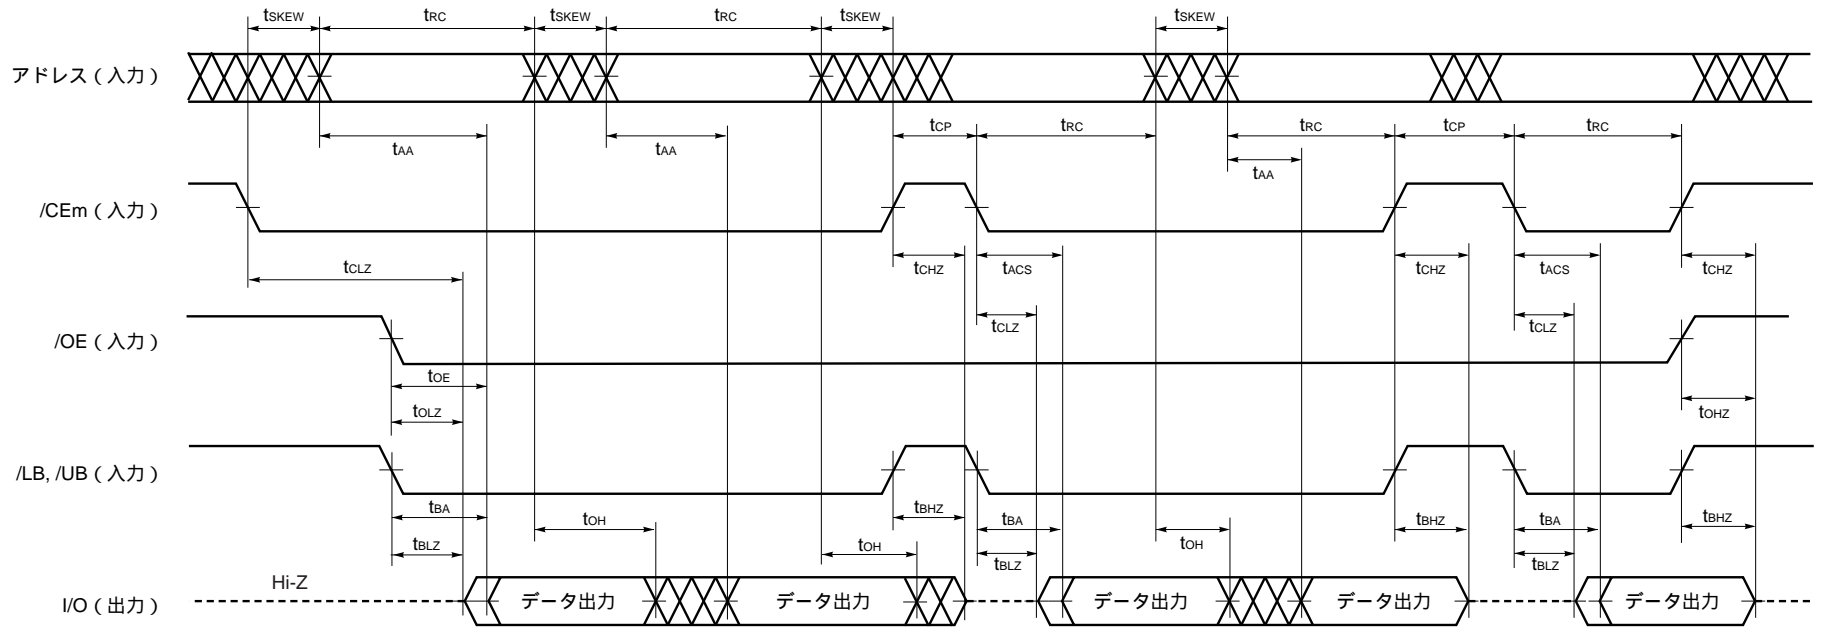 tSKEW tRC tSKEW tRC tSKEW tSKEW
アドレス（入力）
tAA tAA tCP tRC tAA tRC tCP tRC
/CEm（入力）
tCLZ tCHZ tACS tCHZ tACS tCHZ
tCLZ tCLZ
/OE（入力）
tOE
tOLZ tOHZ
/LB, /UB（入力）
tBA tOH tBHZ tBA tOH tBHZ tBA tBHZ
tBLZ tOH tBLZ tBLZ
Hi-Z
I/O（出力） データ出力 データ出力 データ出力 データ出力 データ出力